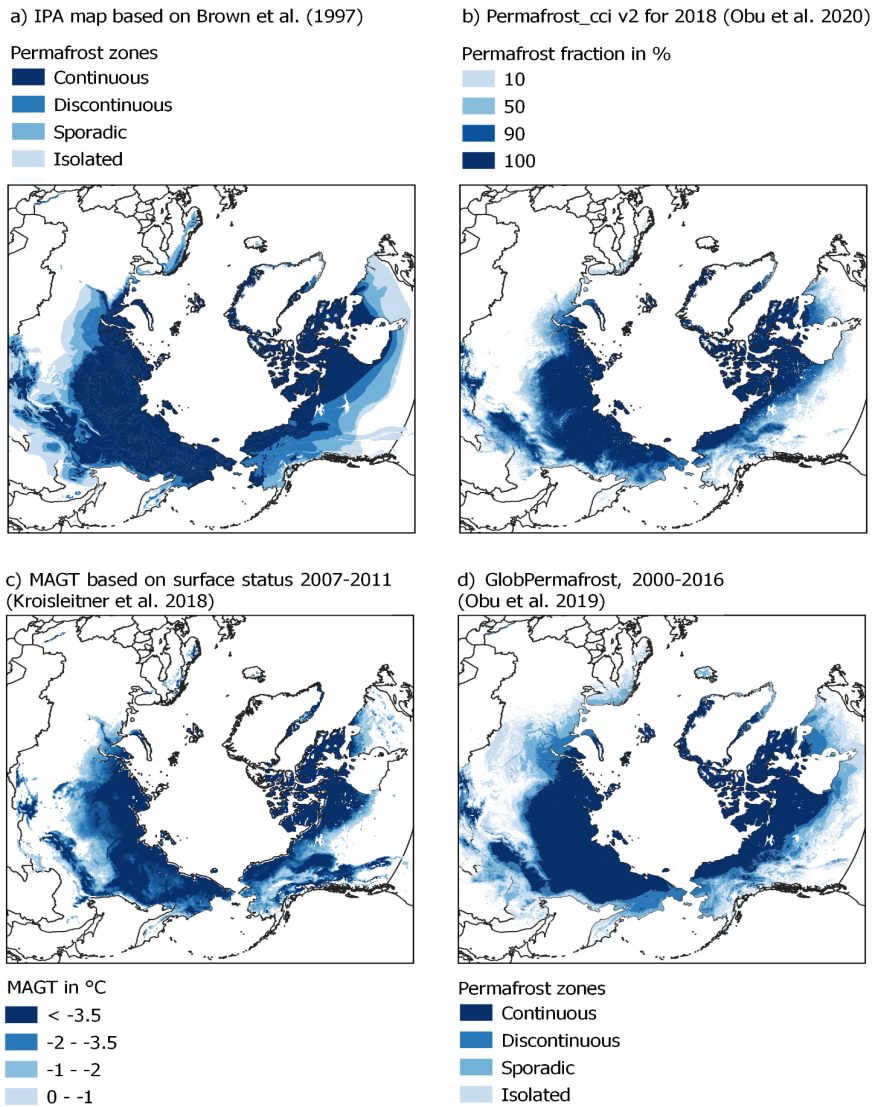 a) IPA map based on Brown et al. (1997)
Permafrost zones
Continuous
Discontinuous
Sporadic
Isolated
b) Permafrost_cci v2 for 2018 (Obu et al. 2020)
Permafrost fraction in %
10
50
90
100
c) MAGT based on surface status 2007-2011
(Kroisleitner et al. 2018)
MAGT in °C
< -3.5
-2 - -3.5
-1 - -2
0 - -1
d) GlobPermafrost, 2000-2016
(Obu et al. 2019)
Permafrost zones
Continuous
Discontinuous
Sporadic
Isolated